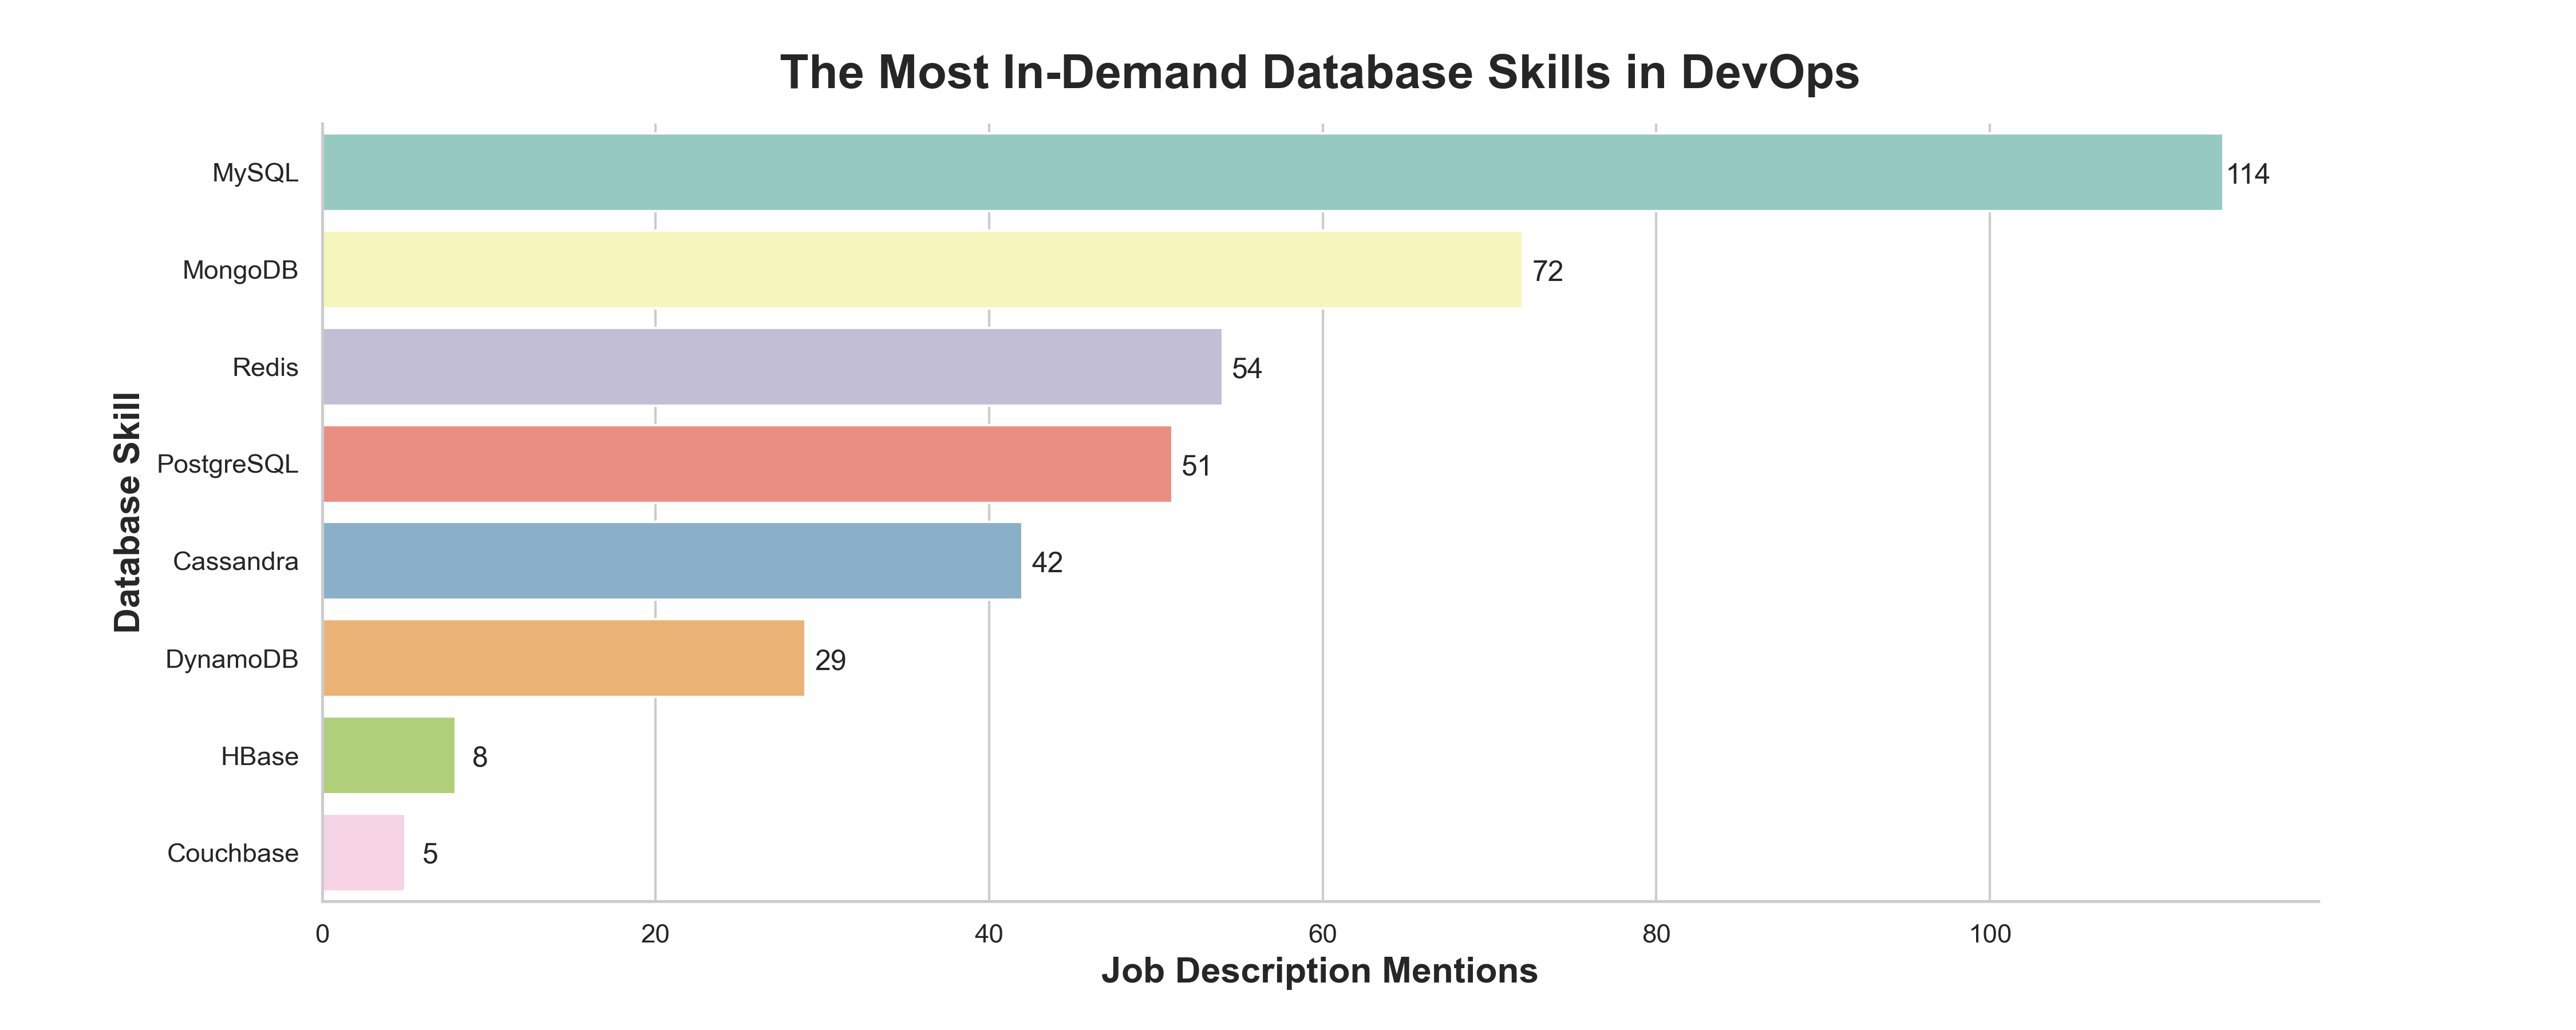 The Most In-Demand Database Skills in DevOps
Database Skill
MySQL 114
MongoDB 72
Redis 54
PostgreSQL 51
Cassandra 42
DynamoDB 29
HBase 8
Couchbase 5
0 20 40 60 80 100
Job Description Mentions